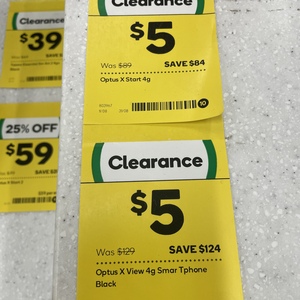 Clearance
$39
Clearance
$5
Was $89 SAVE $84
Optus X Start 4g
10
25% OFF
$59
Clearance
$5
Was $129 SAVE $124
Optus X View 4g Smar Tphone
Black